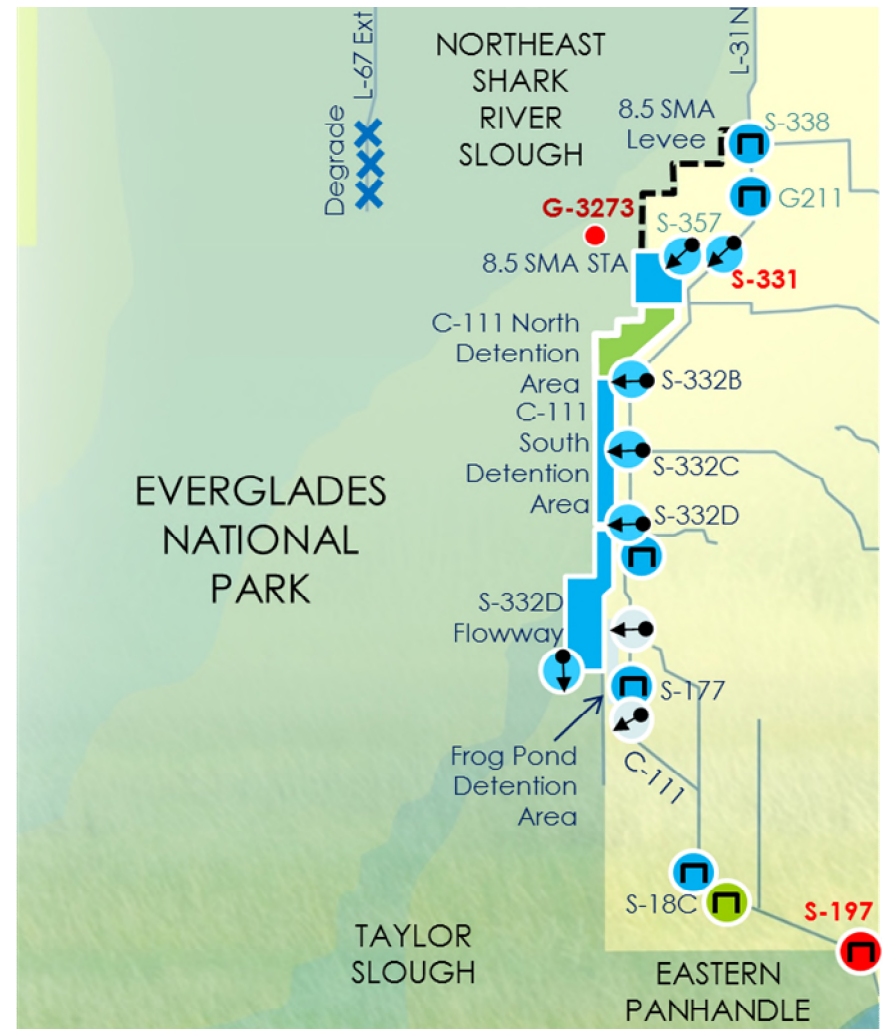 L-67 Ext
Degrade
NORTHEAST
SHARK
RIVER
SLOUGH
L-31N
8.5 SMA
Levee
S-338
G211
G-3273
S-357
8.5 SMA STA
S-331
C-111 North
Detention
Area
S-332B
C-111
South
Detention
Area
S-332C
S-332D
EVERGLADES
NATIONAL
PARK
S-332D
Flowway
S-177
Frog Pond
Detention
Area
C-111
S-18C
S-197
TAYLOR
SLOUGH
EASTERN
PANHANDLE